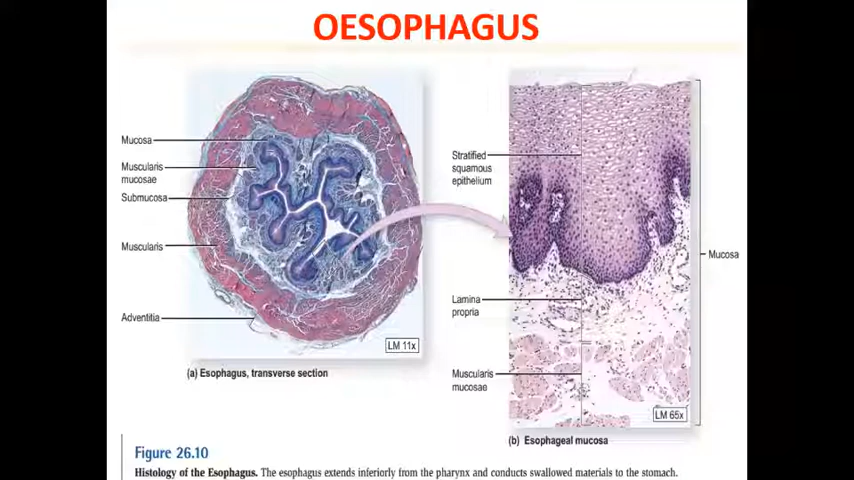 OESOPHAGUS
Mucosa
Muscularis
mucosae
Submucosa
Muscularis
Adventitia
LM 11x
(a) Esophagus, transverse section
Stratified
squamous
epithelium
Lamina
propria
Muscularis
mucosae
Mucosa
LM 65x
(b) Esophageal mucosa
Figure 26.10
Histology of the Esophagus. The esophagus extends inferiorly from the pharynx and conducts swallowed materials to the stomach.